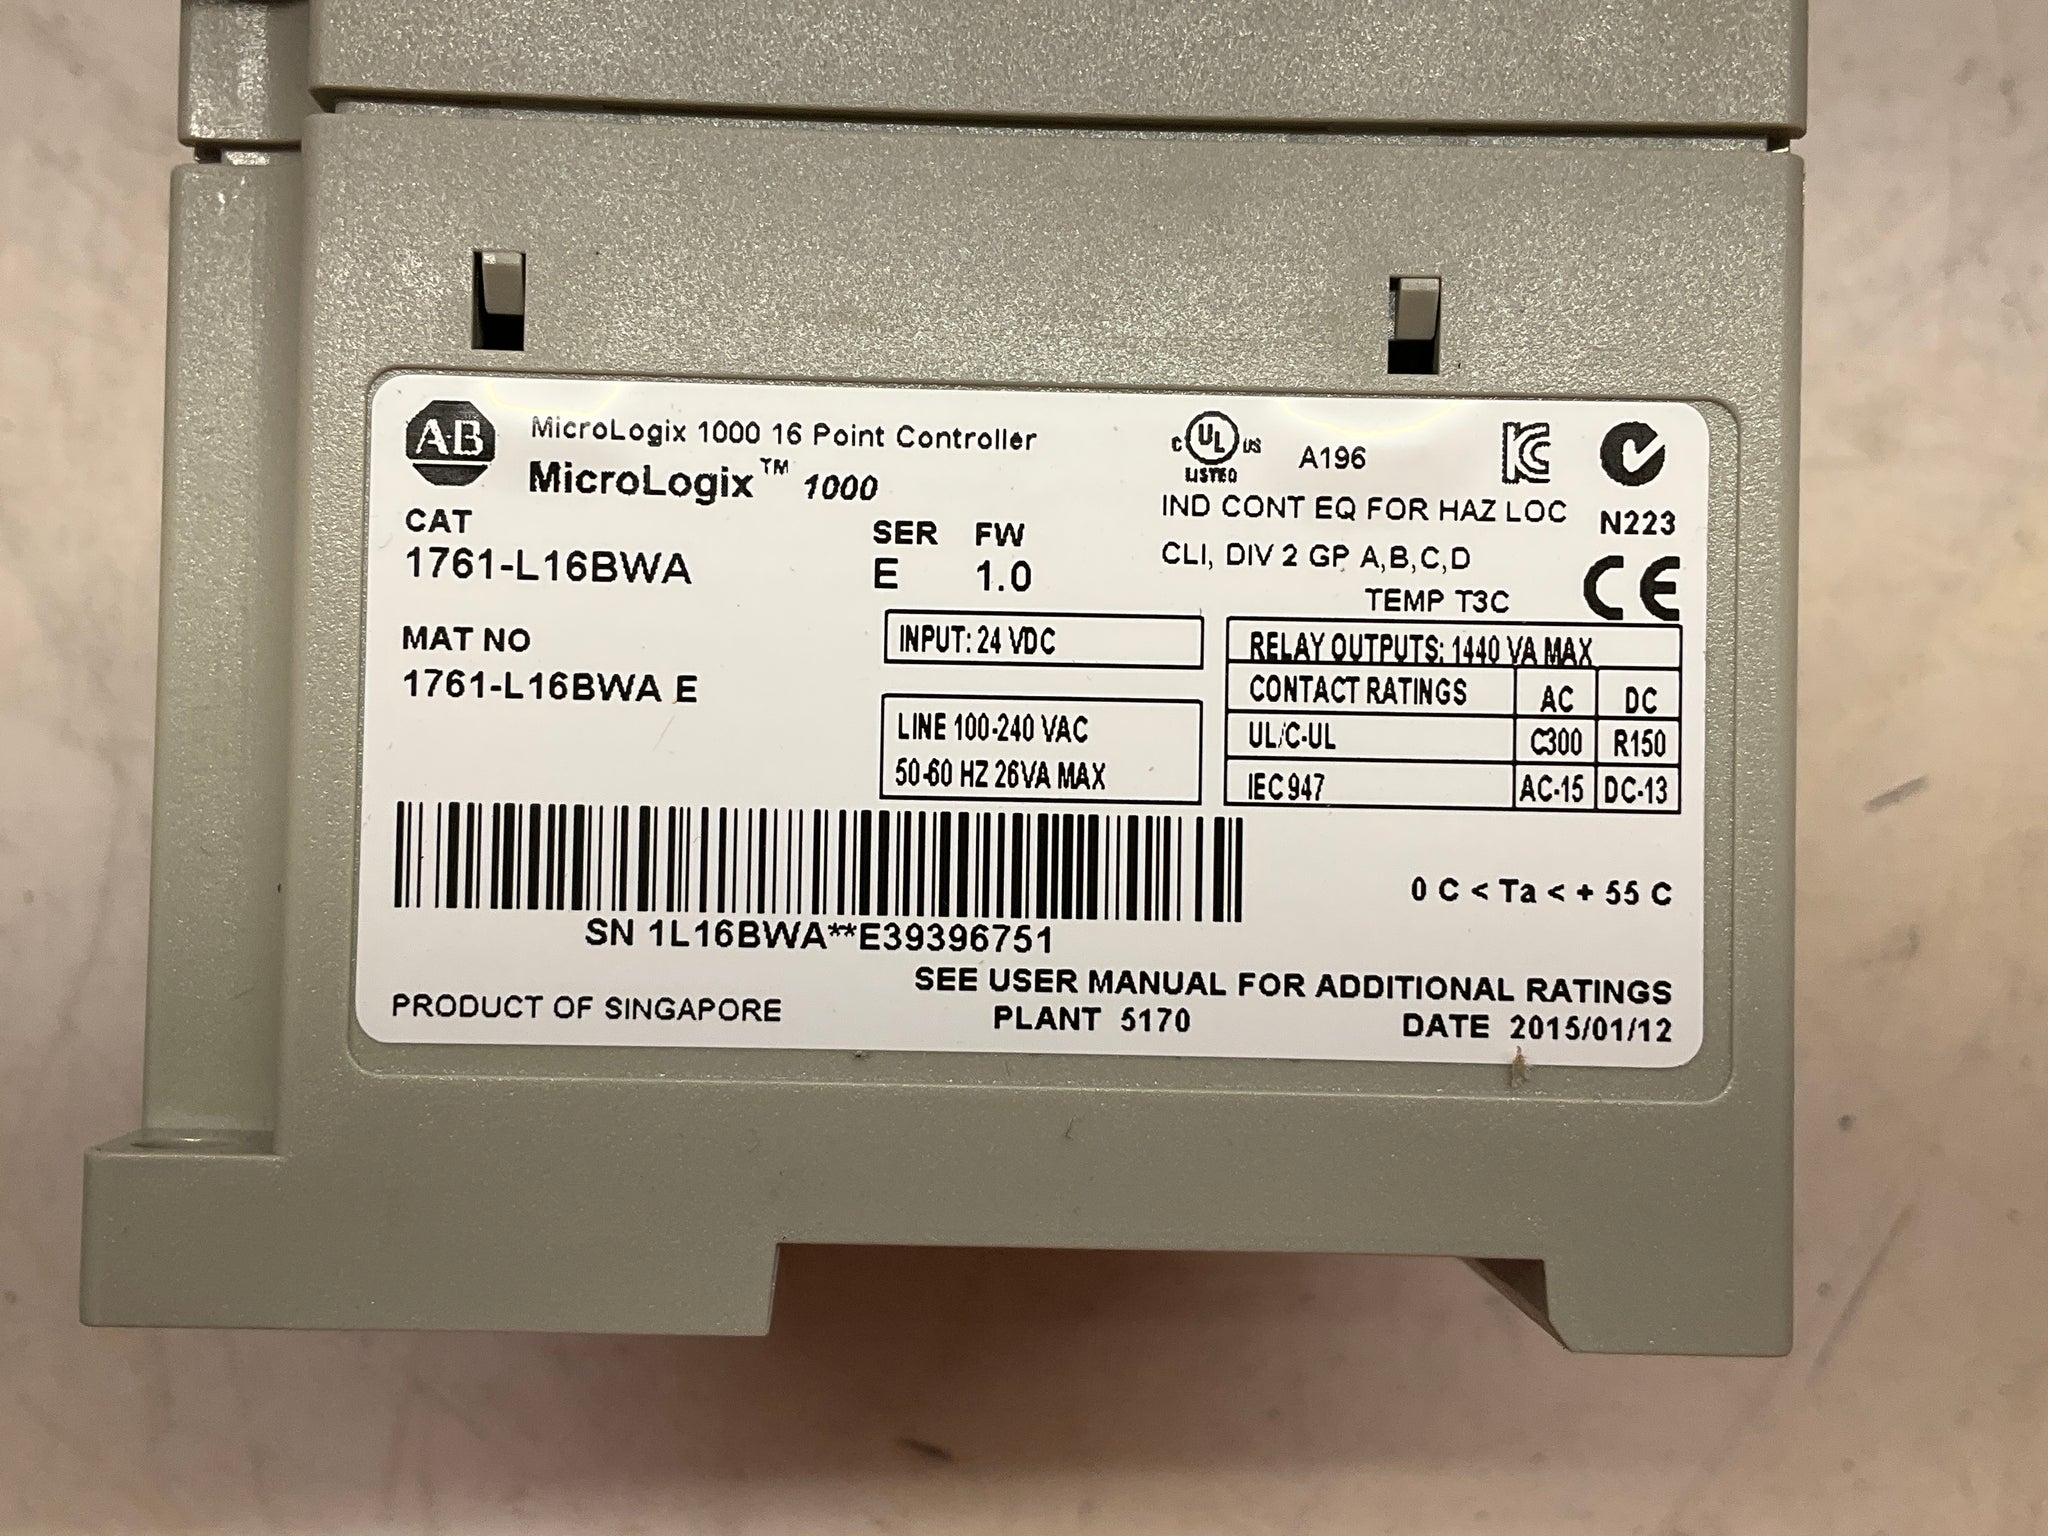 A·B
MicroLogix 1000 16 Point Controller
MicroLogix™ 1000
CAT
1761-L16BWA
SER FW
E 1.0
MAT NO
1761-L16BWA E
INPUT: 24 VDC
LINE 100-240 VAC
50-60 HZ 26VA MAX
C UL US
LISTED
A196
KC
N223
IND CONT EQ FOR HAZ LOC
CLI, DIV 2 GP A,B,C,D
TEMP T3C
CE
RELAY OUTPUTS: 1440 VA MAX
CONTACT RATINGS AC DC
UL/C-UL C300 R150
IEC 947 AC-15 DC-13
0 C < Ta < + 55 C
SN 1L16BWA**E39396751
SEE USER MANUAL FOR ADDITIONAL RATINGS
PRODUCT OF SINGAPORE PLANT 5170 DATE 2015/01/12